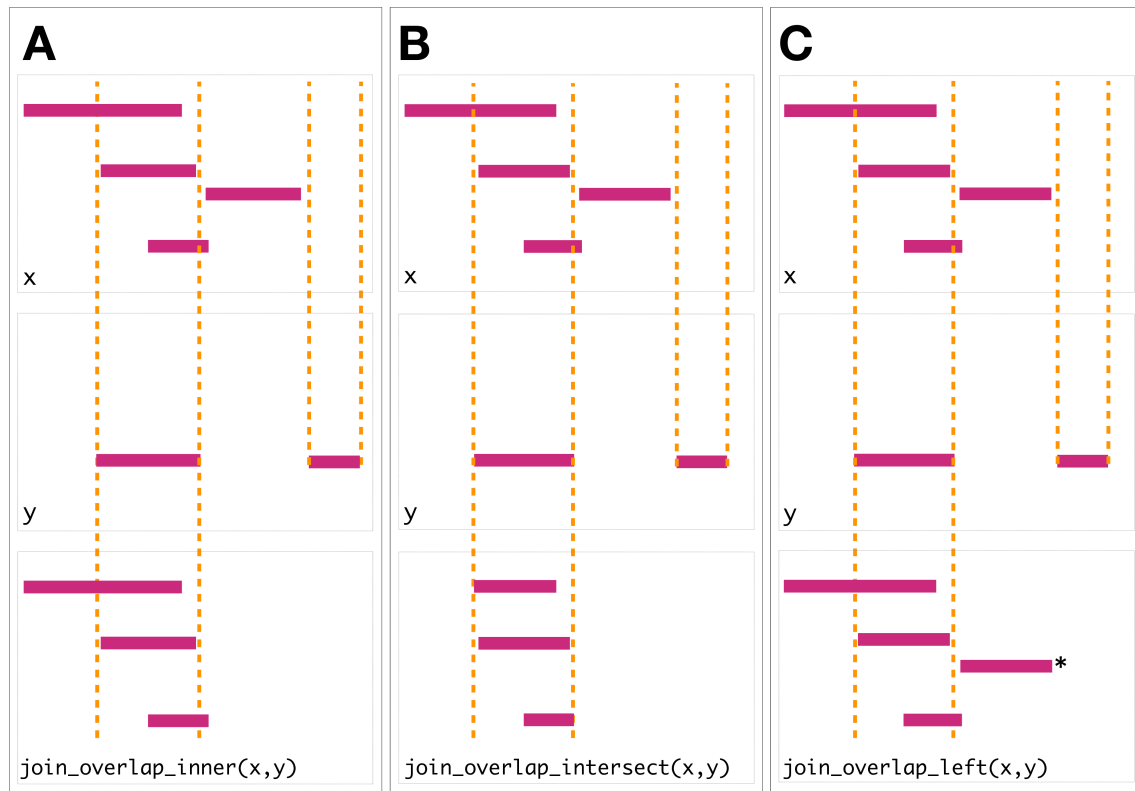 A
x
y
join_overlap_inner(x,y)
B
x
y
join_overlap_intersect(x,y)
C
x
y
*
join_overlap_left(x,y)